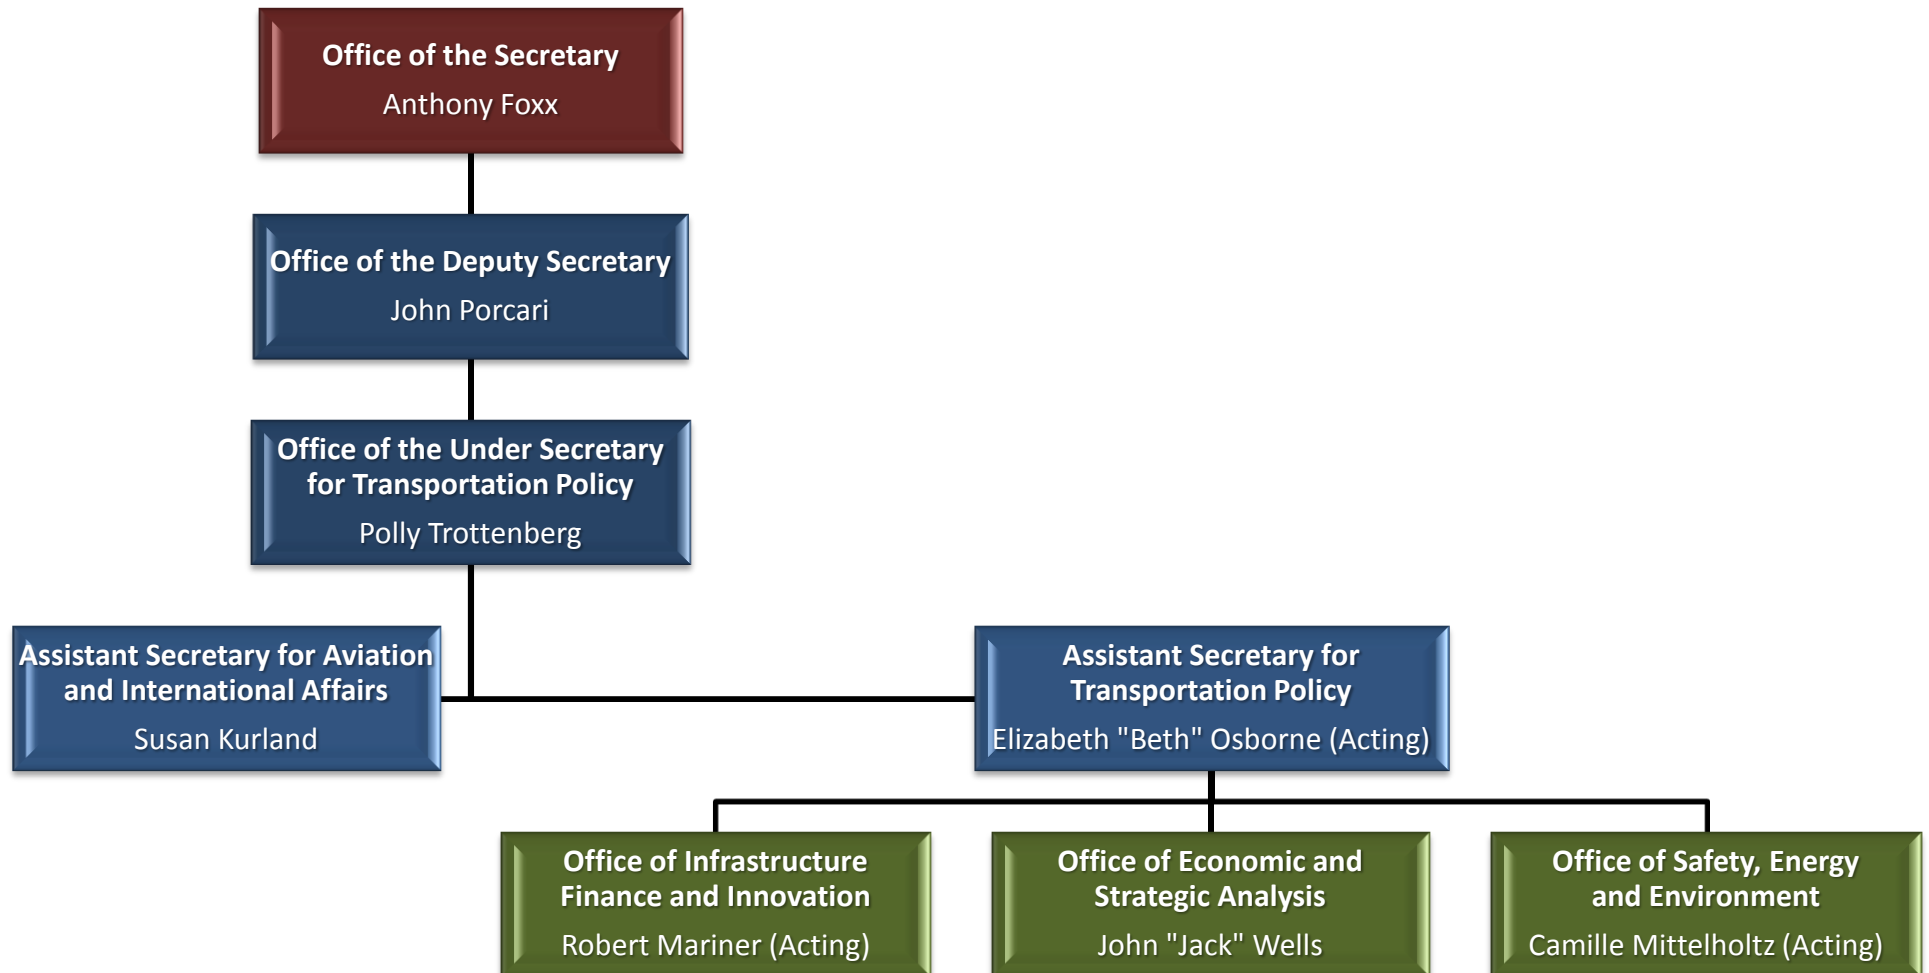 Office of the Secretary
Anthony Foxx
Office of the Deputy Secretary
John Porcari
Office of the Under Secretary
for Transportation Policy
Polly Trottenberg
Assistant Secretary for Aviation
and International Affairs
Susan Kurland
Assistant Secretary for
Transportation Policy
Elizabeth "Beth" Osborne (Acting)
Office of Infrastructure
Finance and Innovation
Robert Mariner (Acting)
Office of Economic and
Strategic Analysis
John "Jack" Wells
Office of Safety, Energy
and Environment
Camille Mittelholtz (Acting)